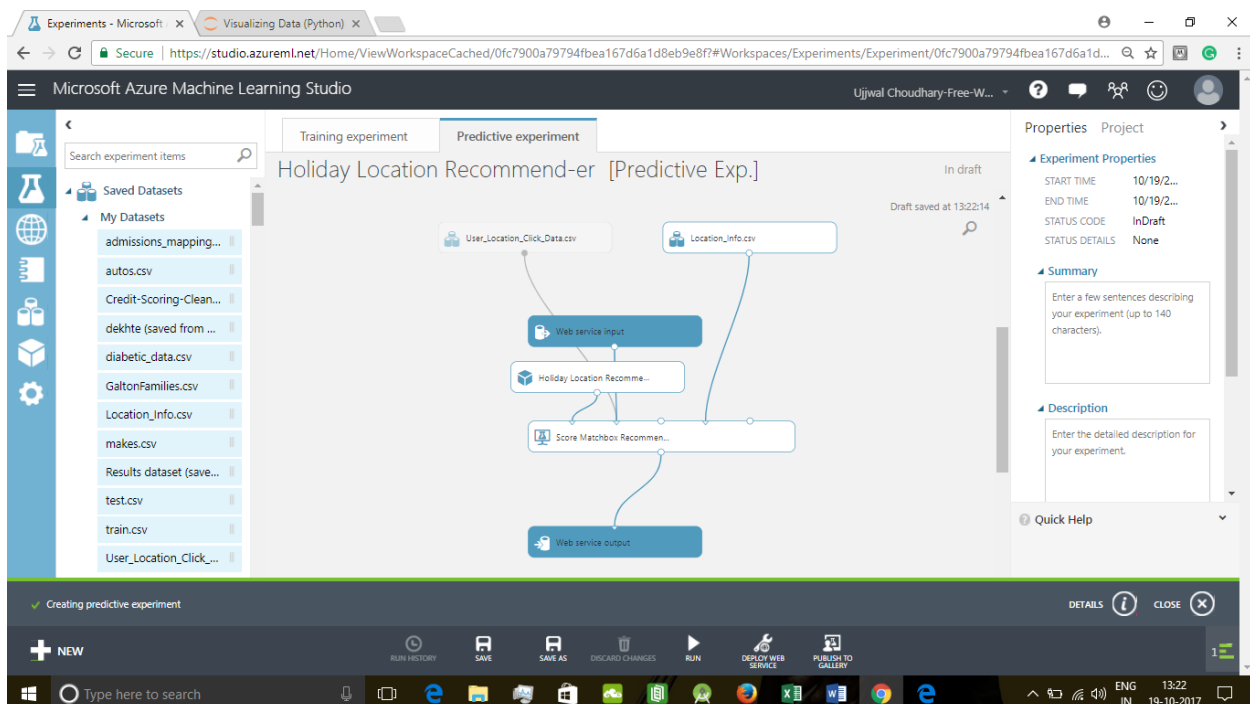 Experiments - Microsoft
Visualizing Data (Python)
Secure | https://studio.azureml.net/Home/ViewWorkspaceCached/0fc7900a79794fbea167d6a1d8eb9e8f?#Workspaces/Experiments/Experiment/0fc7900a79794fbea167d6a1d...
Microsoft Azure Machine Learning Studio
Ujjwal Choudhary-Free-W...
Search experiment items
Saved Datasets
My Datasets
admissions_mapping...
autos.csv
Credit-Scoring-Clean...
dekhte (saved from ...
diabetic_data.csv
GaltonFamilies.csv
Location_Info.csv
makes.csv
Results dataset (save...
test.csv
train.csv
User_Location_Click_...
Training experiment
Predictive experiment
Holiday Location Recommend-er [Predictive Exp.]
In draft
Draft saved at 13:22:14
User_Location_Click_Data.csv
Location_Info.csv
Web service input
Holiday Location Recomme...
Score Matchbox Recommen...
Web service output
Properties Project
Experiment Properties
START TIME 10/19/2...
END TIME 10/19/2...
STATUS CODE InDraft
STATUS DETAILS None
Summary
Enter a few sentences describing
your experiment (up to 140
characters).
Description
Enter the detailed description for
your experiment.
Quick Help
Creating predictive experiment
DETAILS
CLOSE
NEW
RUN HISTORY
SAVE
SAVE AS
DISCARD CHANGES
RUN
DEPLOY WEB
SERVICE
PUBLISH TO
GALLERY
1
Type here to search
ENG
IN
13:22
19-10-2017